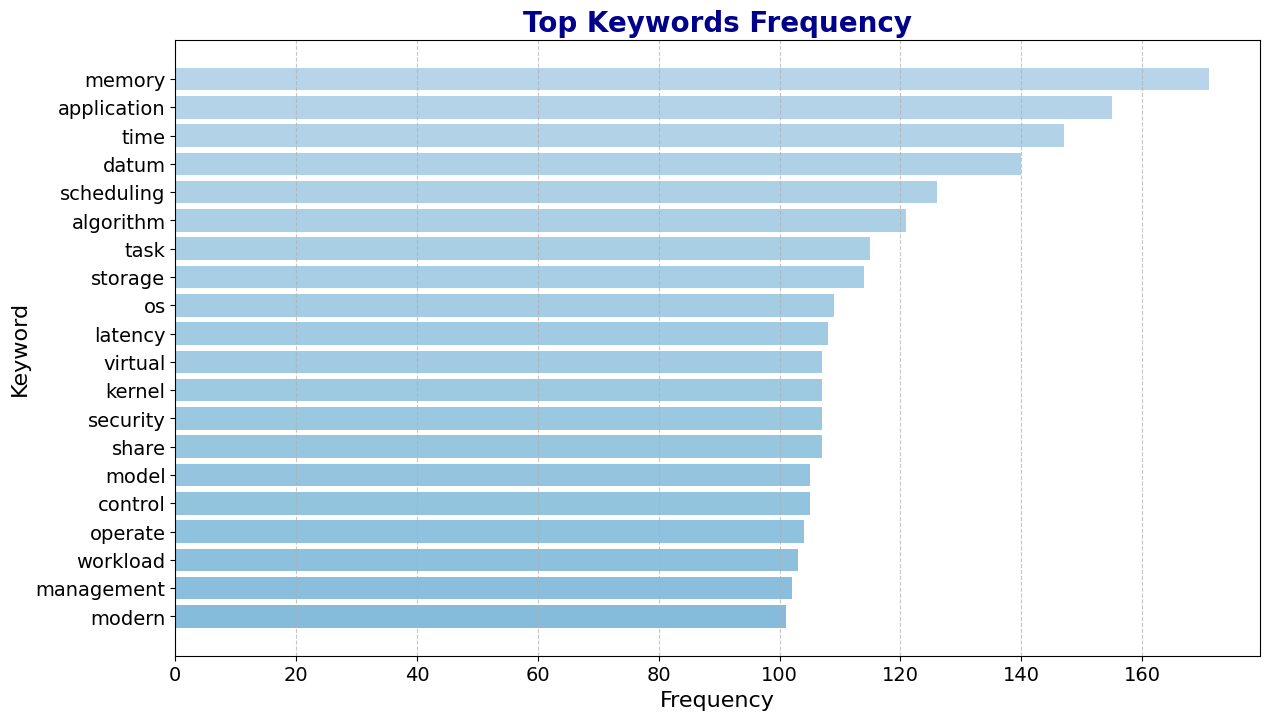 Top Keywords Frequency
Keyword
memory
application
time
datum
scheduling
algorithm
task
storage
os
latency
virtual
kernel
security
share
model
control
operate
workload
management
modern
0 20 40 60 80 100 120 140 160
Frequency